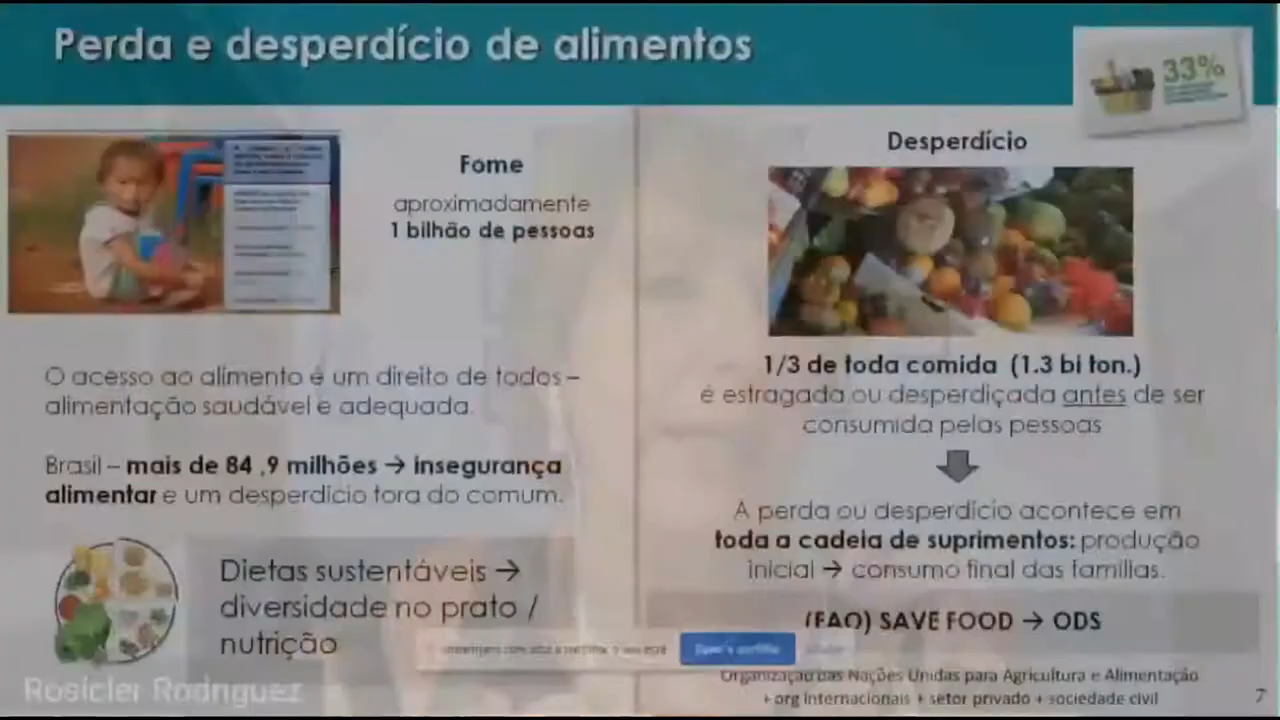 Perda e desperdício de alimentos
33%
Fome
aproximadamente
1 bilhão de pessoas
O acesso ao alimento é um direito de todos –
alimentação saudável e adequada.
Brasil – mais de 84 ,9 milhões → insegurança
alimentar e um desperdício fora do comum.
Dietas sustentáveis →
diversidade no prato /
nutrição
Desperdício
1/3 de toda comida (1.3 bi ton.)
é estragada ou desperdiçada antes de ser
consumida pelas pessoas
A perda ou desperdício acontece em
toda a cadeia de suprimentos: produção
inicial → consumo final das famílias.
(FAO) SAVE FOOD → ODS
Organização das Nações Unidas para Agricultura e Alimentação
+ org internacionais + setor privado + sociedade civil
7
Rosicler Rodriguez